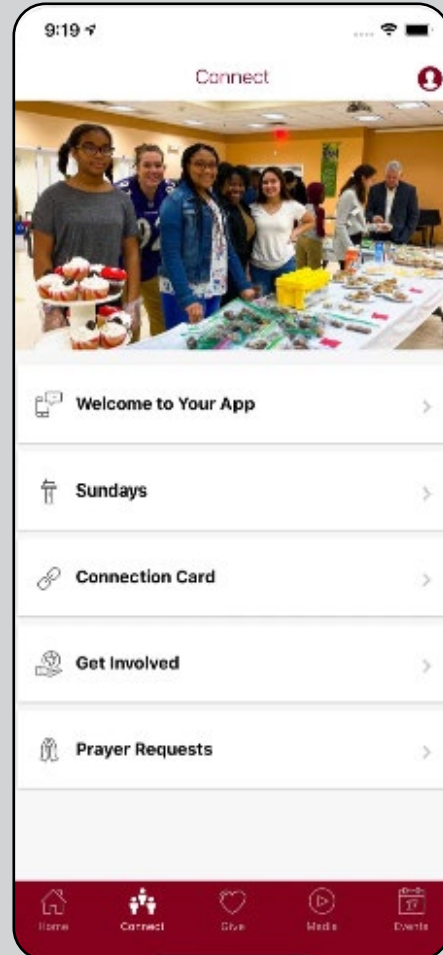 9:19
Connect
Welcome to Your App
Sundays
Connection Card
Get Involved
Prayer Requests
Home
Connect
Give
Media
Events